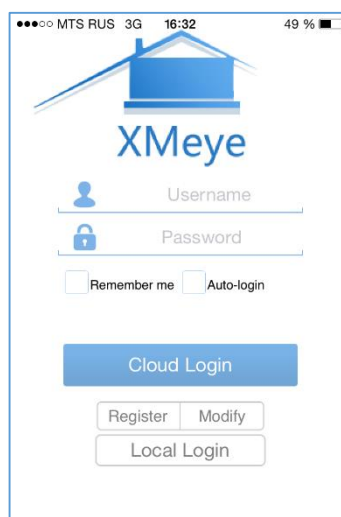 ●●●○○ MTS RUS 3G 16:32 49 %
XMeye
Username
Password
Remember me Auto-login
Cloud Login
Register Modify
Local Login